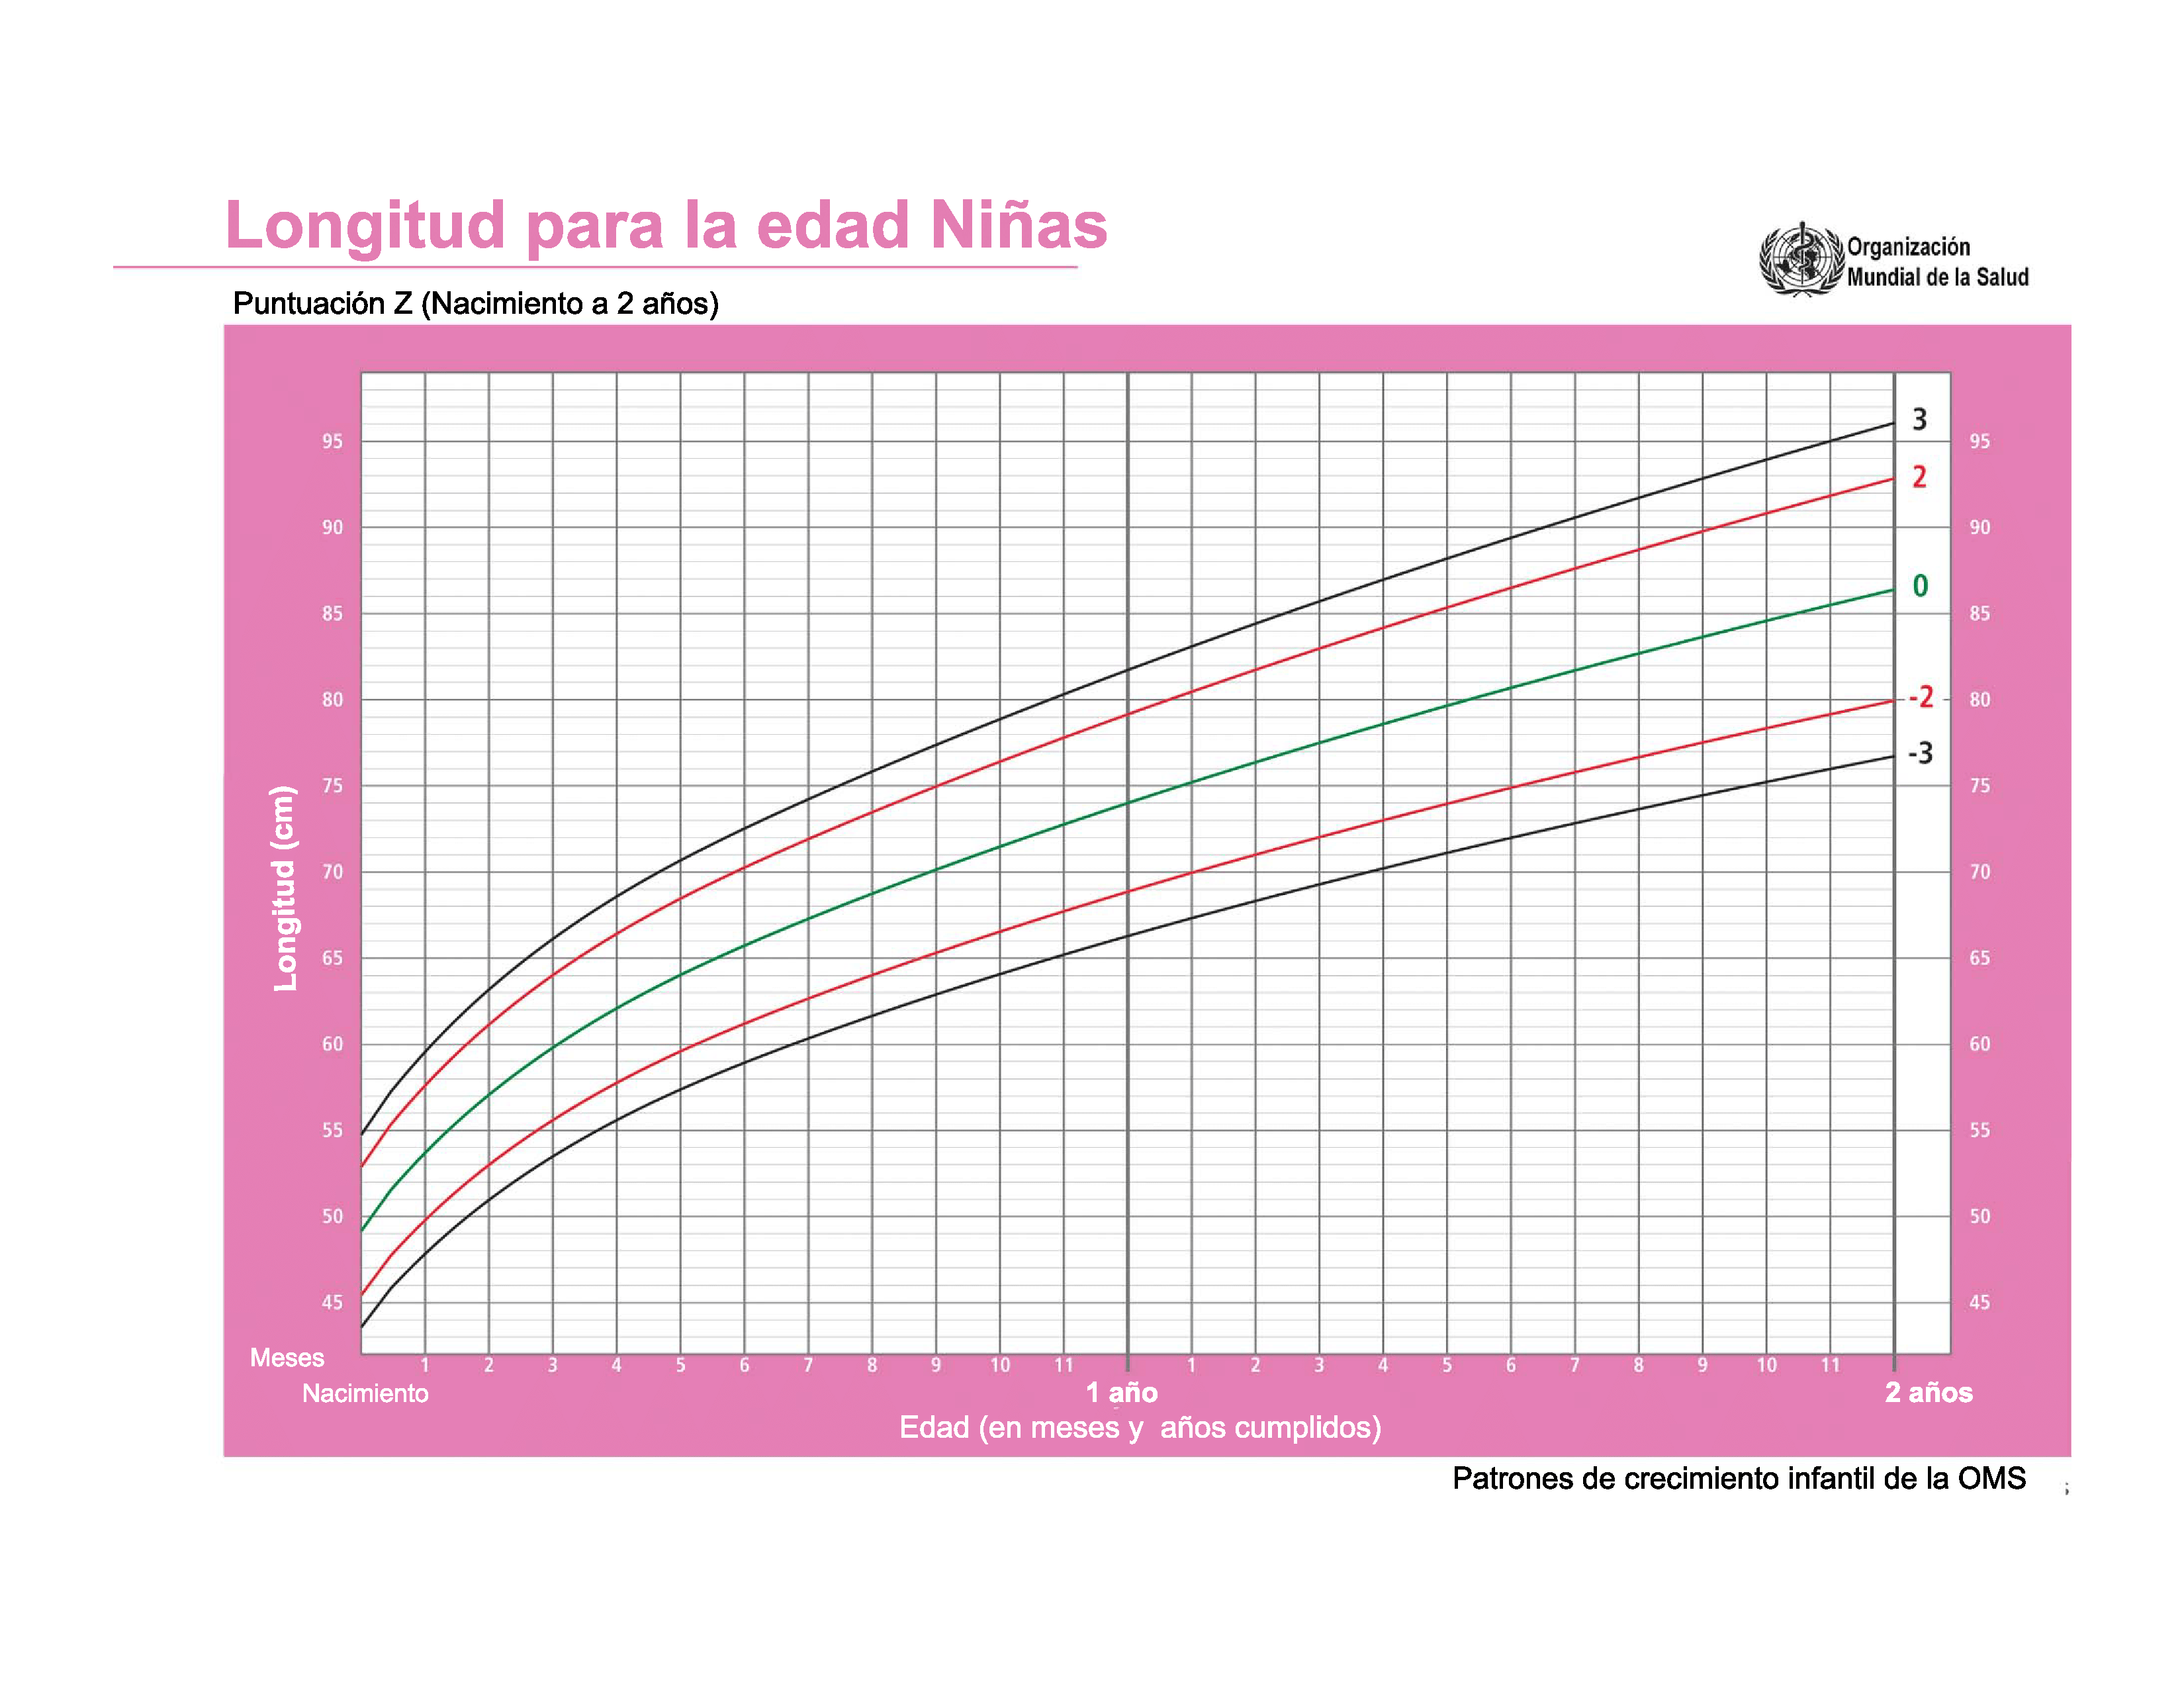 Longitud para la edad Niñas
Organización
Mundial de la Salud
Puntuación Z (Nacimiento a 2 años)
3
95 95
2
90 90
0
85 85
-2
80 80
-3
75 75
70 70
65 65
60 60
55 55
50 50
45 45
Longitud (cm)
Meses 1 2 3 4 5 6 7 8 9 10 11 1 2 3 4 5 6 7 8 9 10 11
Nacimiento 1 año 2 años
Edad (en meses y años cumplidos)
Patrones de crecimiento infantil de la OMS